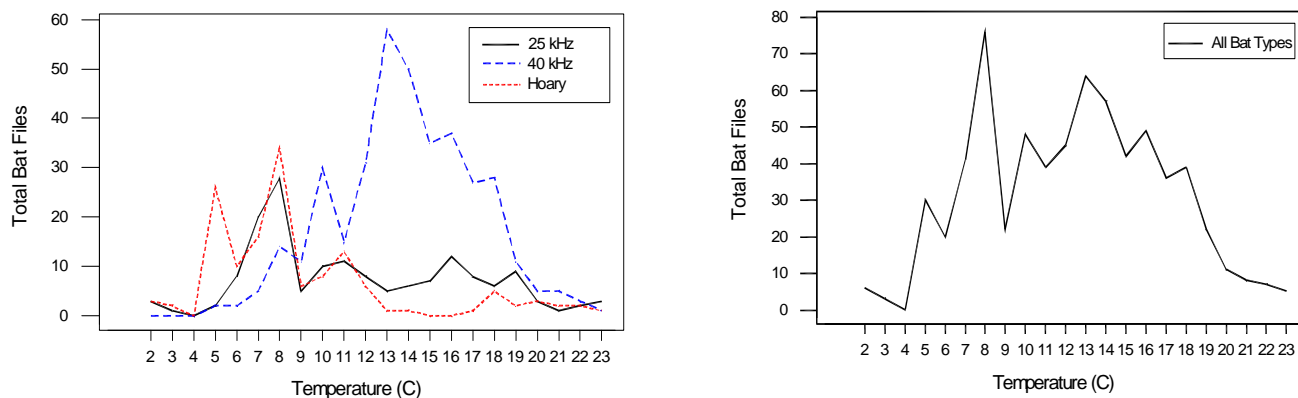 60
50
40
30
20
10
0
Total Bat Files
25 kHz
40 kHz
Hoary
2 3 4 5 6 7 8 9 10 11 12 13 14 15 16 17 18 19 20 21 22 23
Temperature (C)
80
70
60
50
40
30
20
10
0
Total Bat Files
All Bat Types
2 3 4 5 6 7 8 9 10 11 12 13 14 15 16 17 18 19 20 21 22 23
Temperature (C)